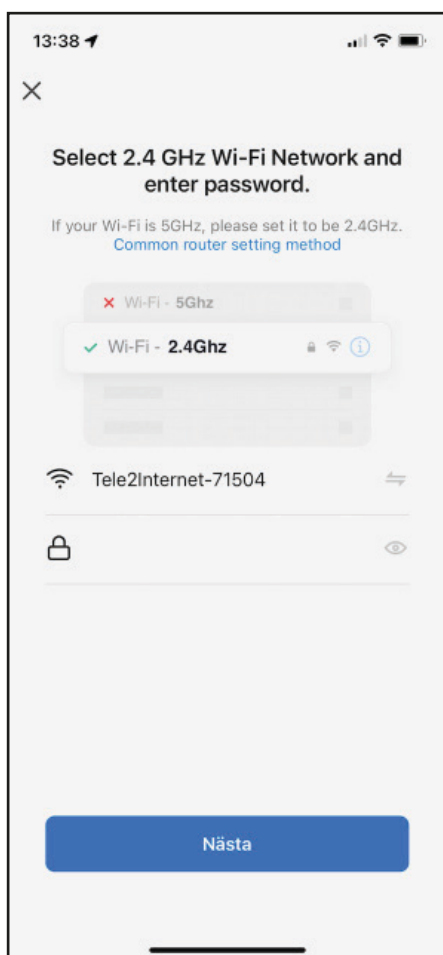 13:38
Select 2.4 GHz Wi-Fi Network and
enter password.
If your Wi-Fi is 5GHz, please set it to be 2.4GHz.
Common router setting method
Wi-Fi - 5Ghz
Wi-Fi - 2.4Ghz
Tele2Internet-71504
Nästa